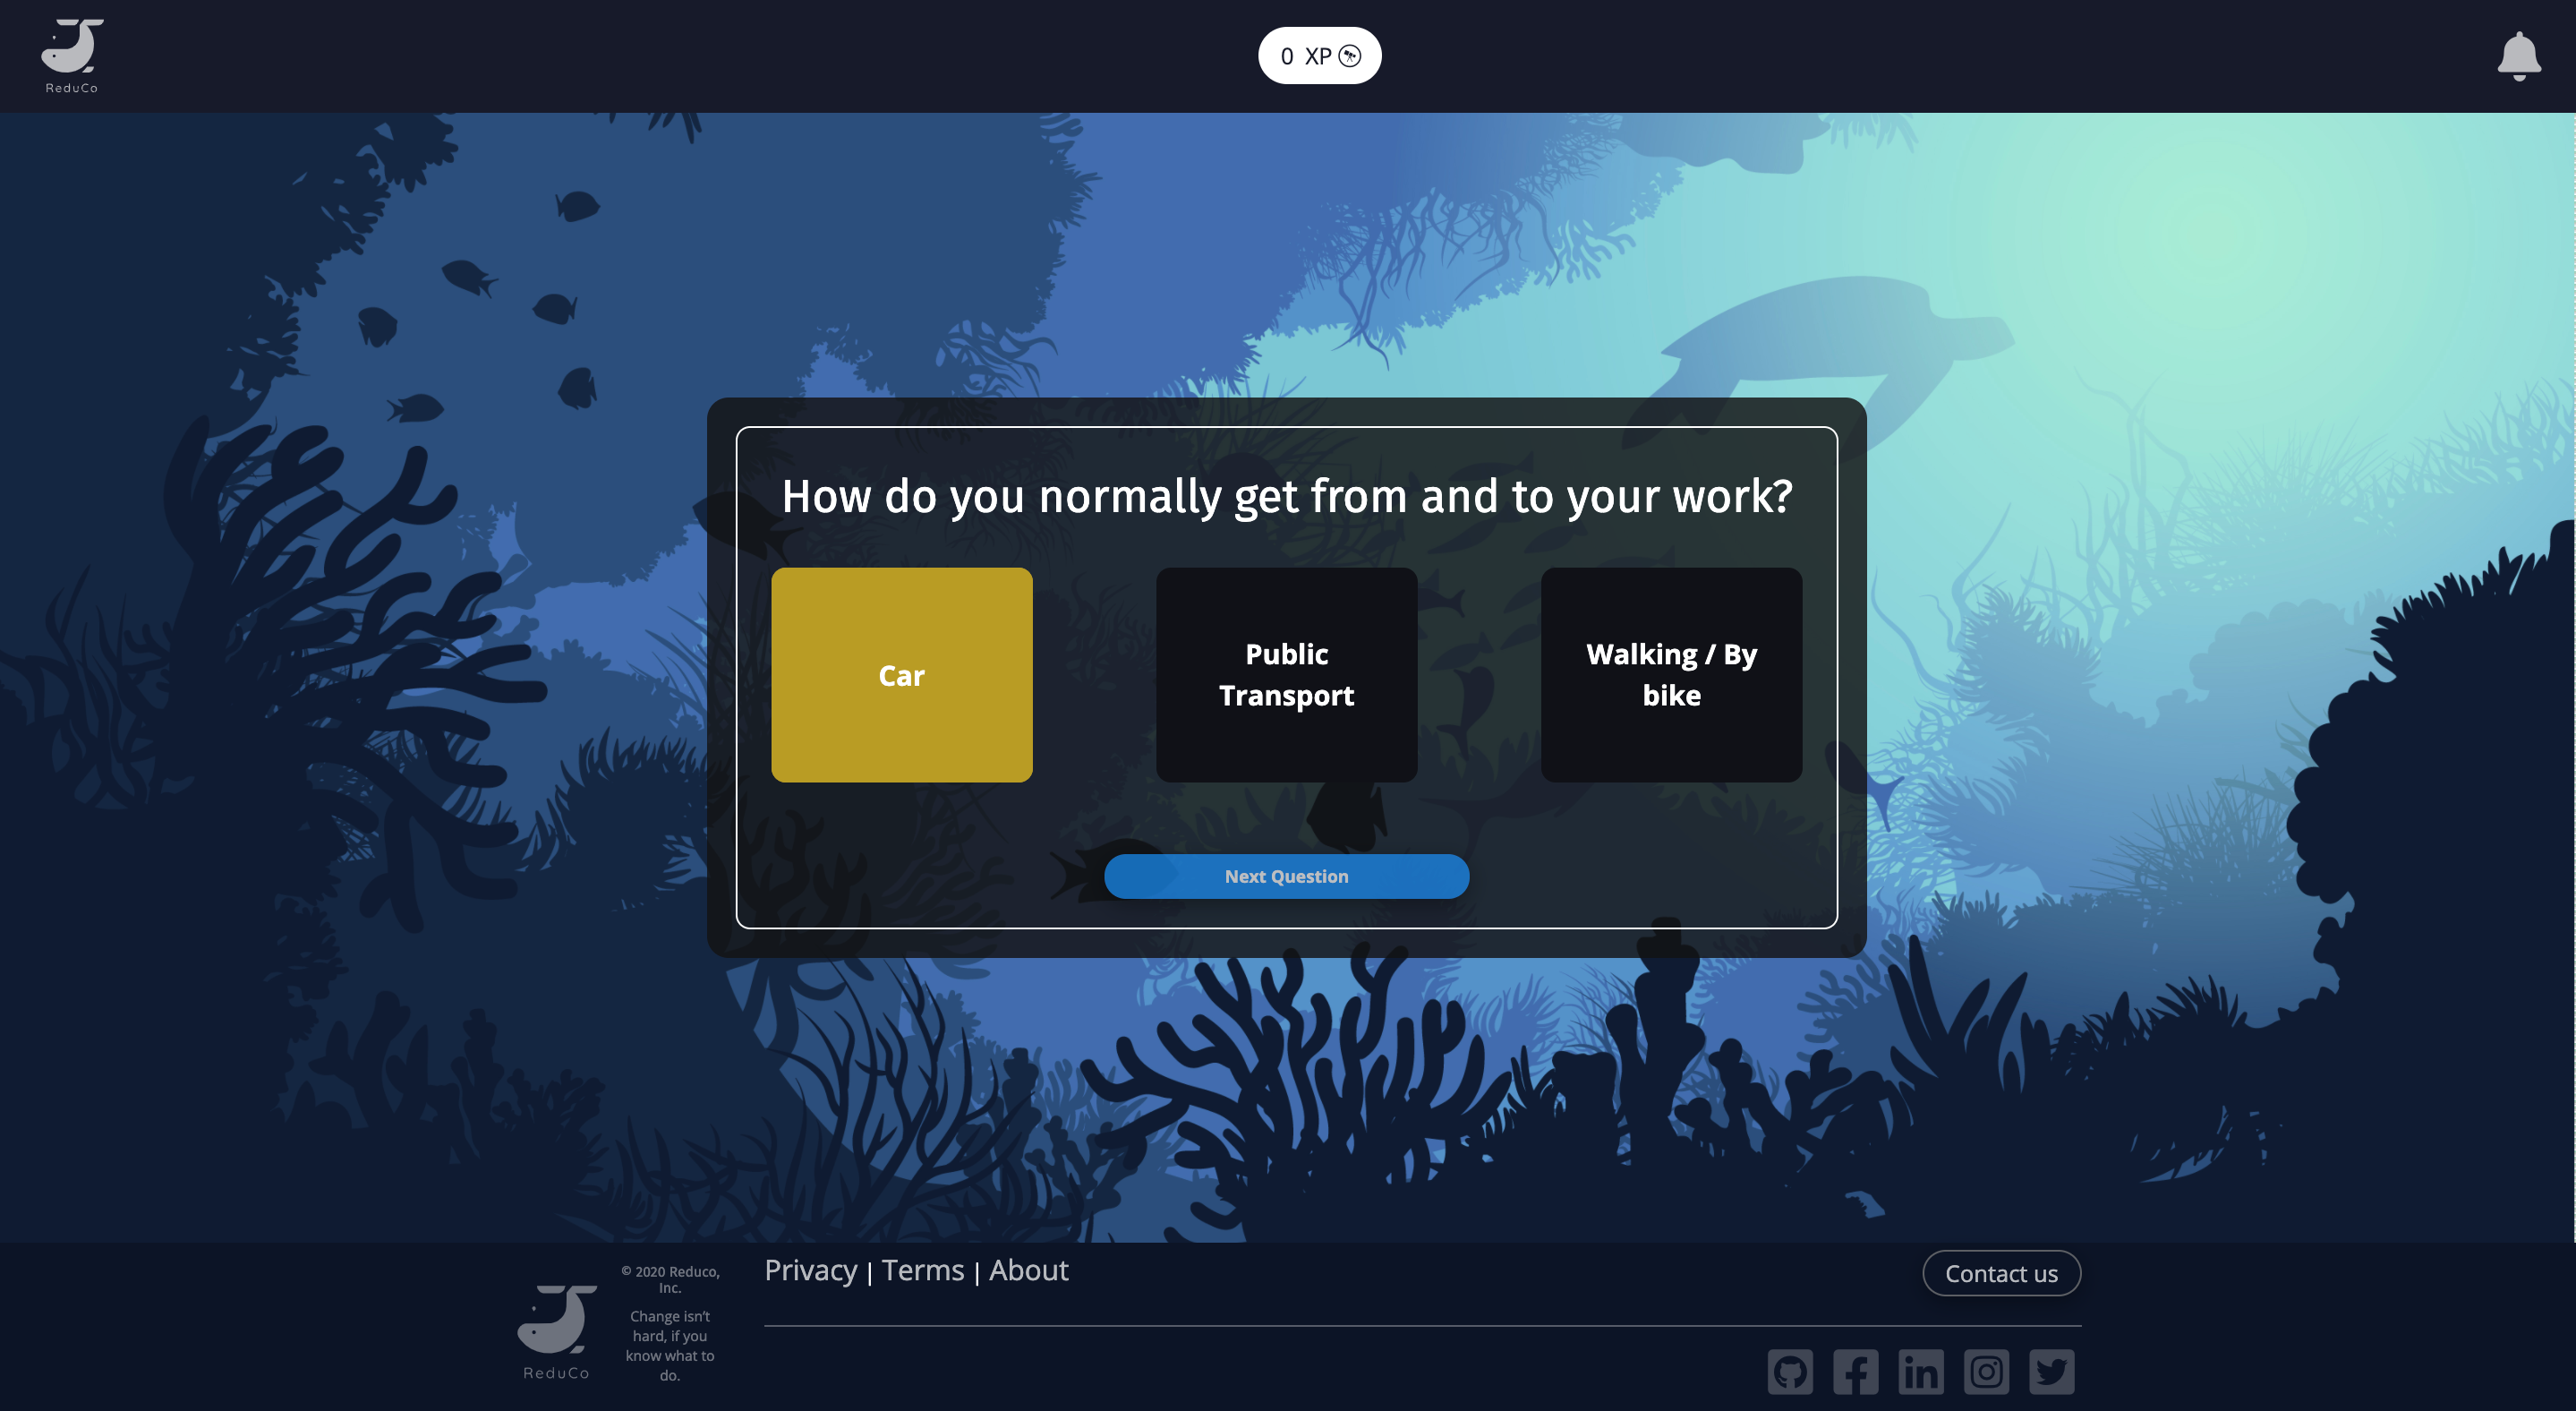 ReduCo
0 XP
How do you normally get from and to your work?
Car
Public
Transport
Walking / By
bike
Next Question
ReduCo
© 2020 Reduco,
Inc.
Change isn't
hard, if you
know what to
do.
Privacy | Terms | About
Contact us